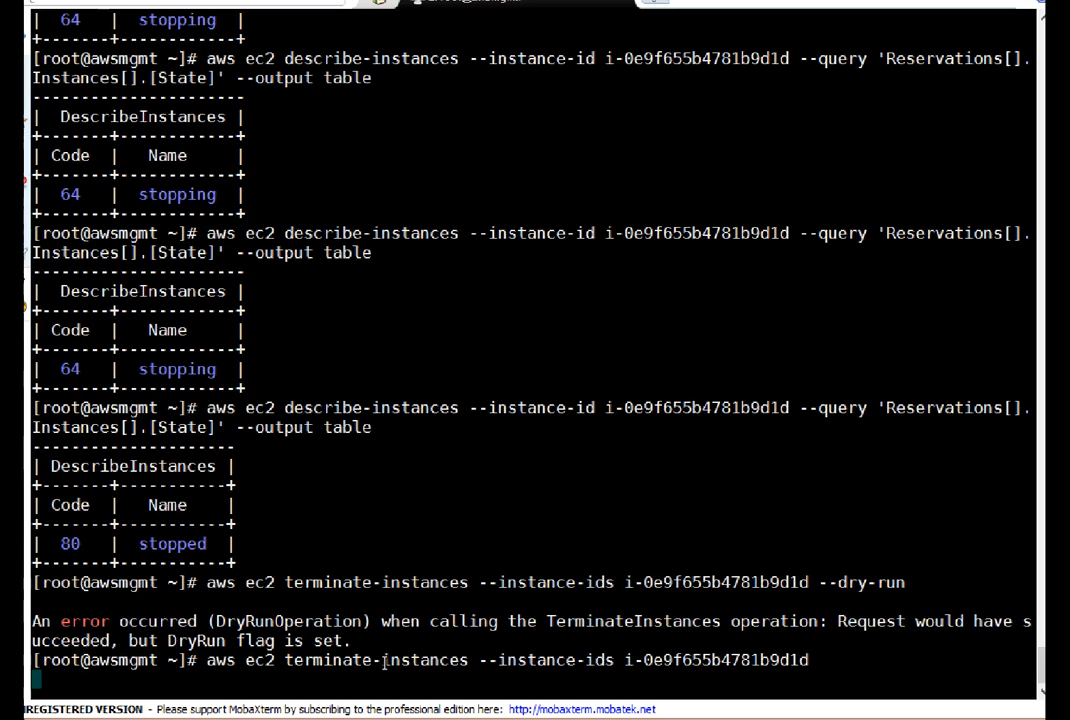 | 64 | stopping |
+-------+------------+
[root@awsmgmt ~]# aws ec2 describe-instances --instance-id i-0e9f655b4781b9d1d --query 'Reservations[].
Instances[].[State]' --output table
----------------------
| DescribeInstances |
+-------+------------+
| Code | Name |
+-------+------------+
| 64 | stopping |
+-------+------------+
[root@awsmgmt ~]# aws ec2 describe-instances --instance-id i-0e9f655b4781b9d1d --query 'Reservations[].
Instances[].[State]' --output table
----------------------
| DescribeInstances |
+-------+------------+
| Code | Name |
+-------+------------+
| 64 | stopping |
+-------+------------+
[root@awsmgmt ~]# aws ec2 describe-instances --instance-id i-0e9f655b4781b9d1d --query 'Reservations[].
Instances[].[State]' --output table
---------------------
| DescribeInstances |
+-------+-----------+
| Code | Name |
+-------+-----------+
| 80 | stopped |
+-------+-----------+
[root@awsmgmt ~]# aws ec2 terminate-instances --instance-ids i-0e9f655b4781b9d1d --dry-run
An error occurred (DryRunOperation) when calling the TerminateInstances operation: Request would have s
ucceeded, but DryRun flag is set.
[root@awsmgmt ~]# aws ec2 terminate-instances --instance-ids i-0e9f655b4781b9d1d
REGISTERED VERSION - Please support MobaXterm by subscribing to the professional edition here: http://mobaxterm.mobatek.net